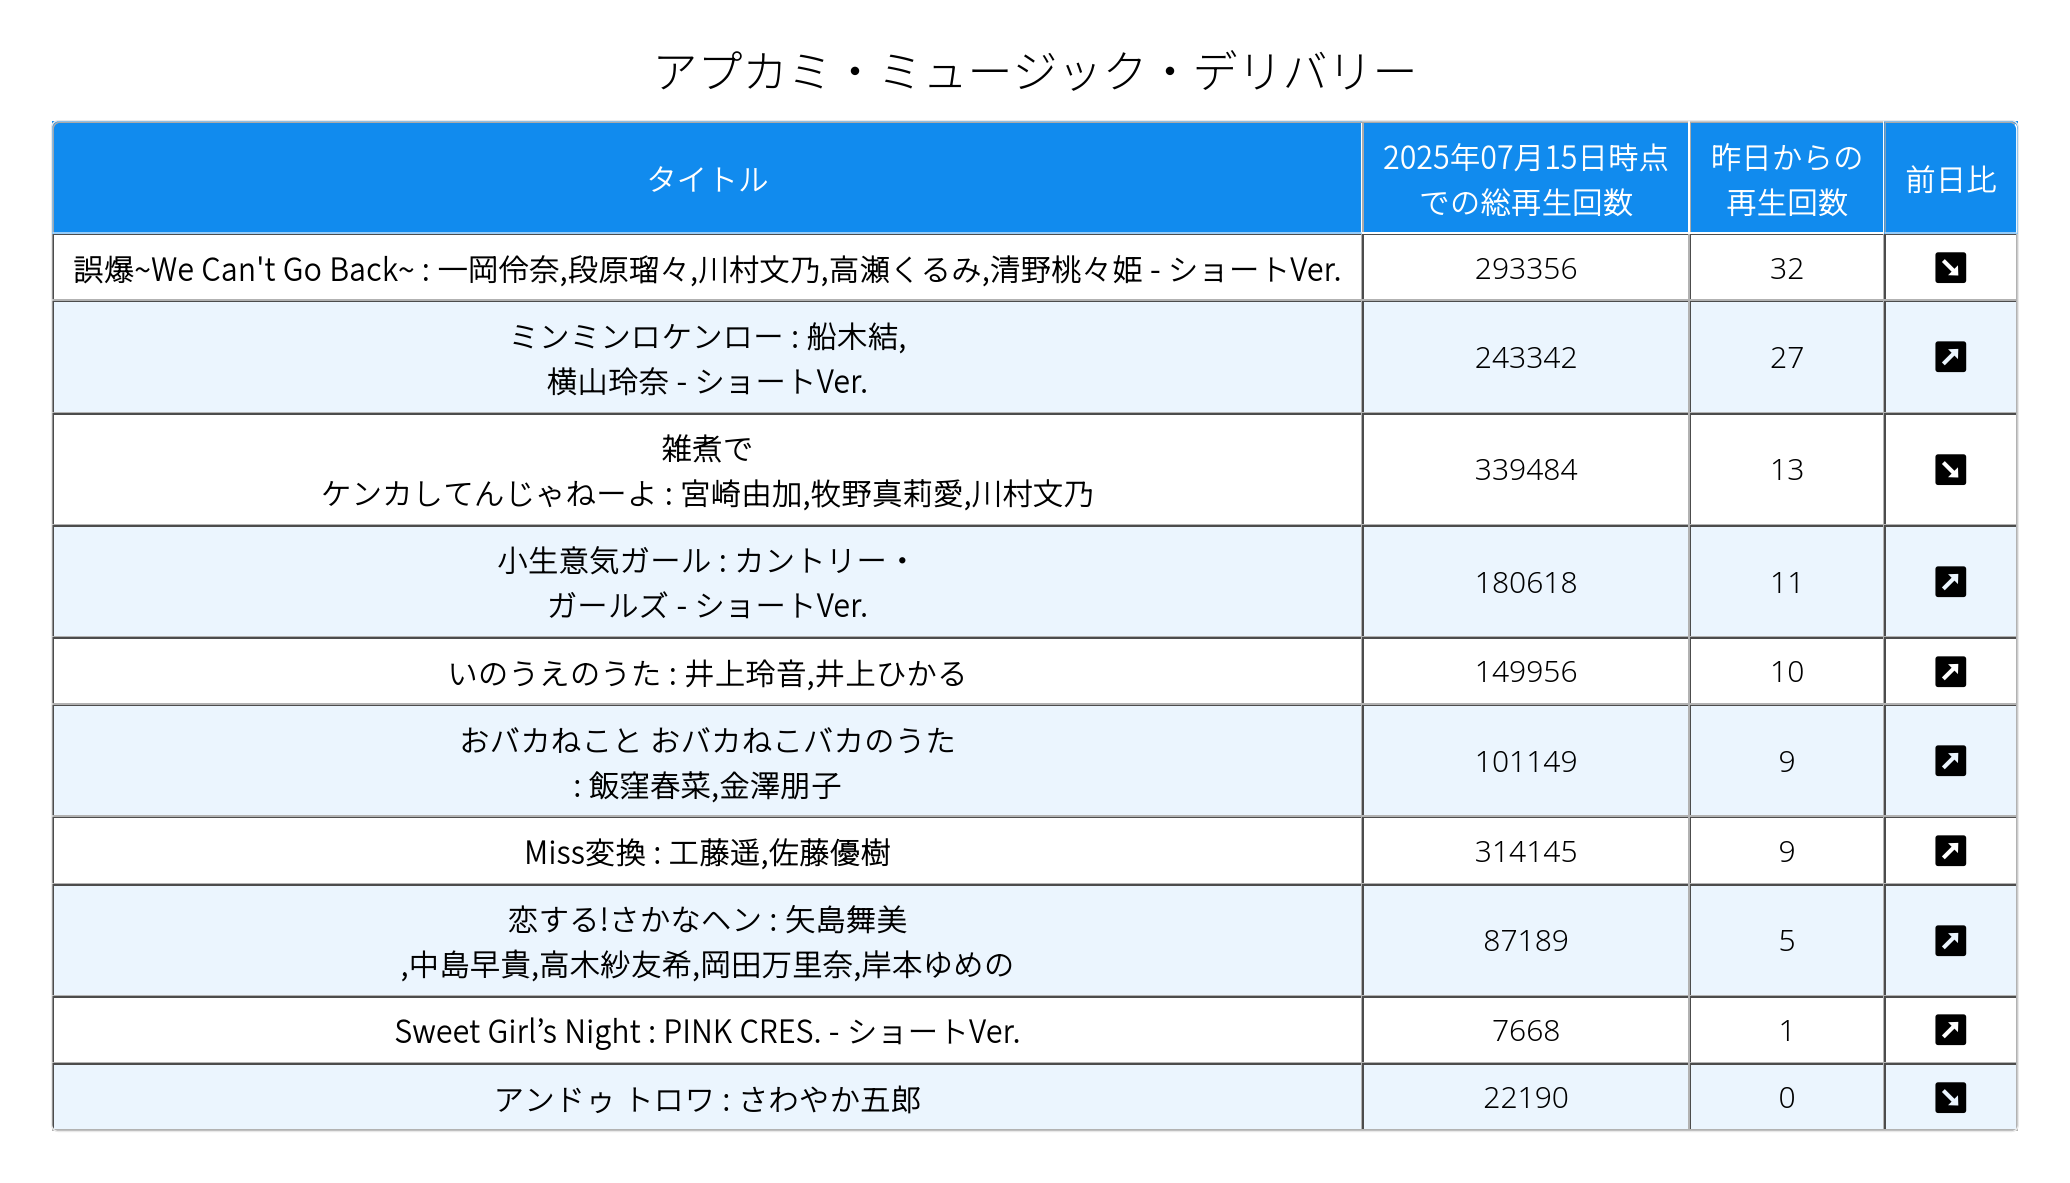 アプカミ・ミュージック・デリバリー
タイトル
2025年07月15日時点
での総再生回数
昨日からの
再生回数
前日比
誤爆~We Can't Go Back~ : 一岡伶奈,段原瑠々,川村文乃,高瀬くるみ,清野桃々姫 - ショートVer.
293356
32
ミンミンロケンロー : 船木結,
横山玲奈 - ショートVer.
243342
27
雑煮で
ケンカしてんじゃねーよ : 宮崎由加,牧野真莉愛,川村文乃
339484
13
小生意気ガール : カントリー・
ガールズ - ショートVer.
180618
11
いのうえのうた : 井上玲音,井上ひかる
149956
10
おバカねこと おバカねこバカのうた
: 飯窪春菜,金澤朋子
101149
9
Miss変換 : 工藤遥,佐藤優樹
314145
9
恋する!さかなヘン : 矢島舞美
,中島早貴,高木紗友希,岡田万里奈,岸本ゆめの
87189
5
Sweet Girl’s Night : PINK CRES. - ショートVer.
7668
1
アンドゥ トロワ : さわやか五郎
22190
0